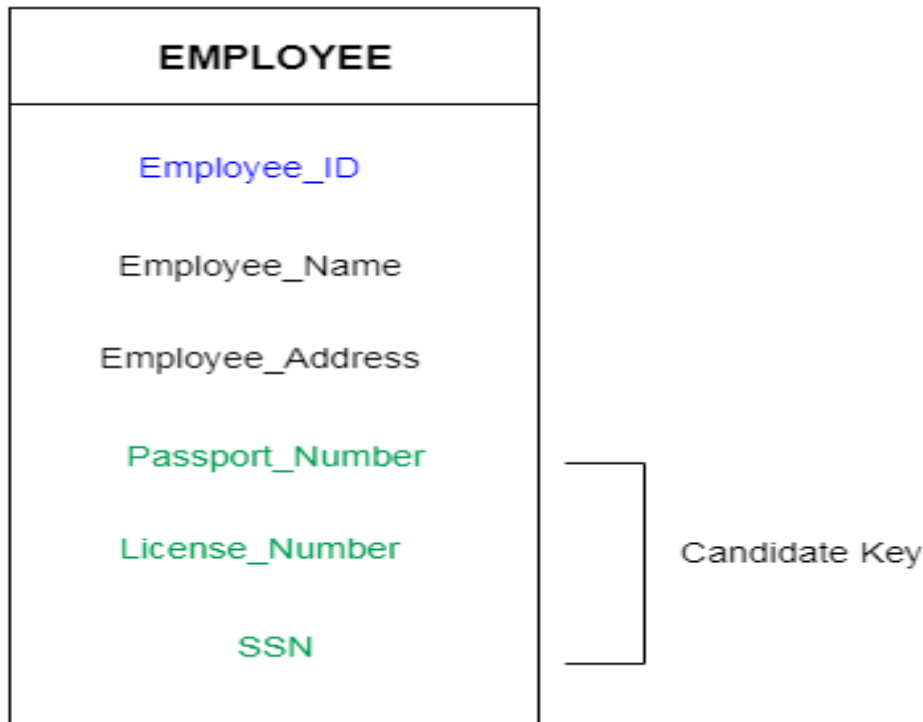 EMPLOYEE
Employee_ID
Employee_Name
Employee_Address
Passport_Number
License_Number
Candidate Key
SSN